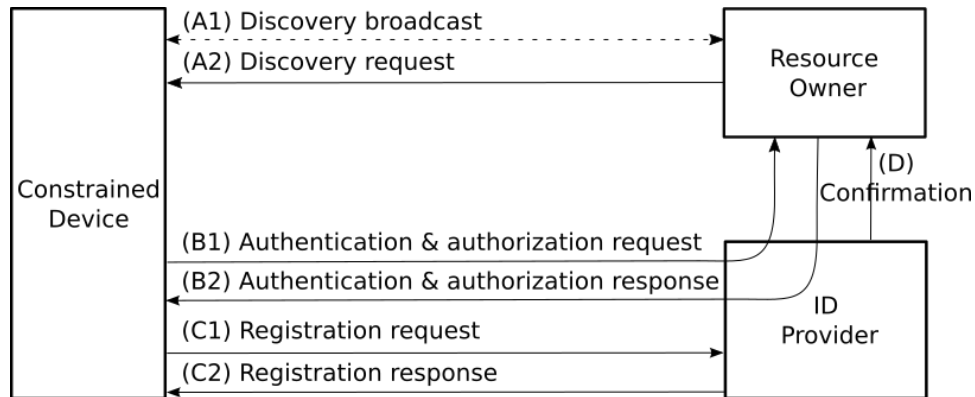 (A1) Discovery broadcast
(A2) Discovery request
Resource
Owner
Constrained
Device
(D)
Confirmation
(B1) Authentication & authorization request
(B2) Authentication & authorization response
ID
Provider
(C1) Registration request
(C2) Registration response